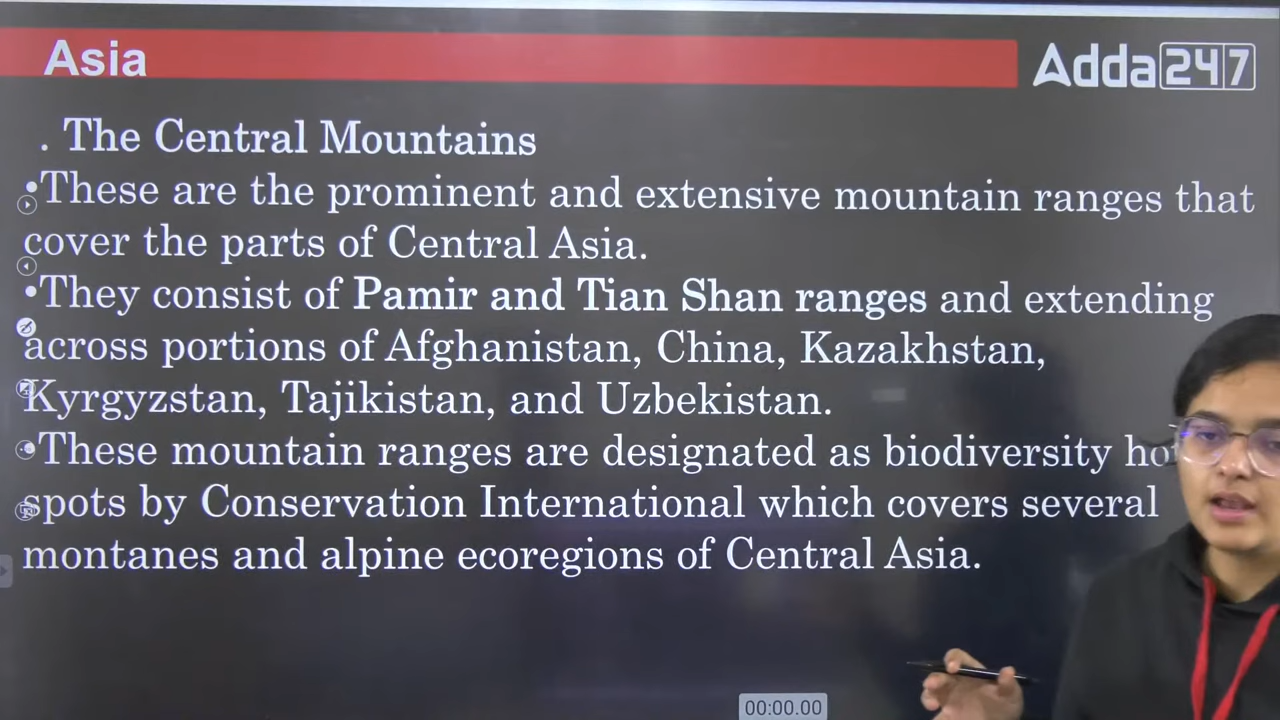 Asia
Adda 247
. The Central Mountains
•These are the prominent and extensive mountain ranges that
cover the parts of Central Asia.
•They consist of Pamir and Tian Shan ranges and extending
across portions of Afghanistan, China, Kazakhstan,
Kyrgyzstan, Tajikistan, and Uzbekistan.
•These mountain ranges are designated as biodiversity
spots by Conservation International which covers several
montanes and alpine ecoregions of Central Asia.
00:00.00